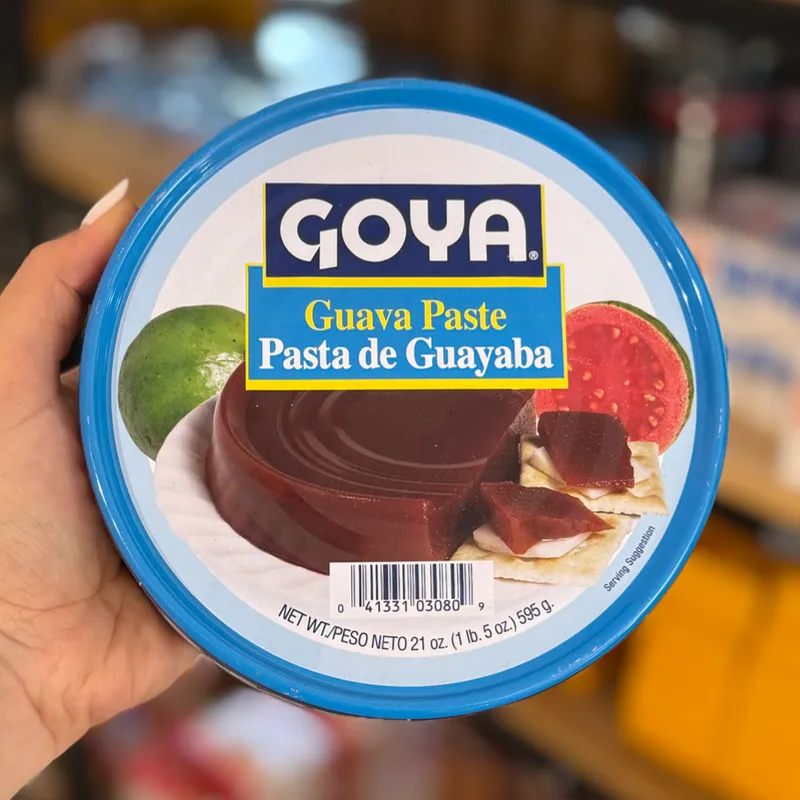 GOYA®
Guava Paste
Pasta de Guayaba
Serving Suggestion
0 41331 03080 9
NET WT./PESO NETO 21 oz. (1 lb. 5 oz.) 595 g.